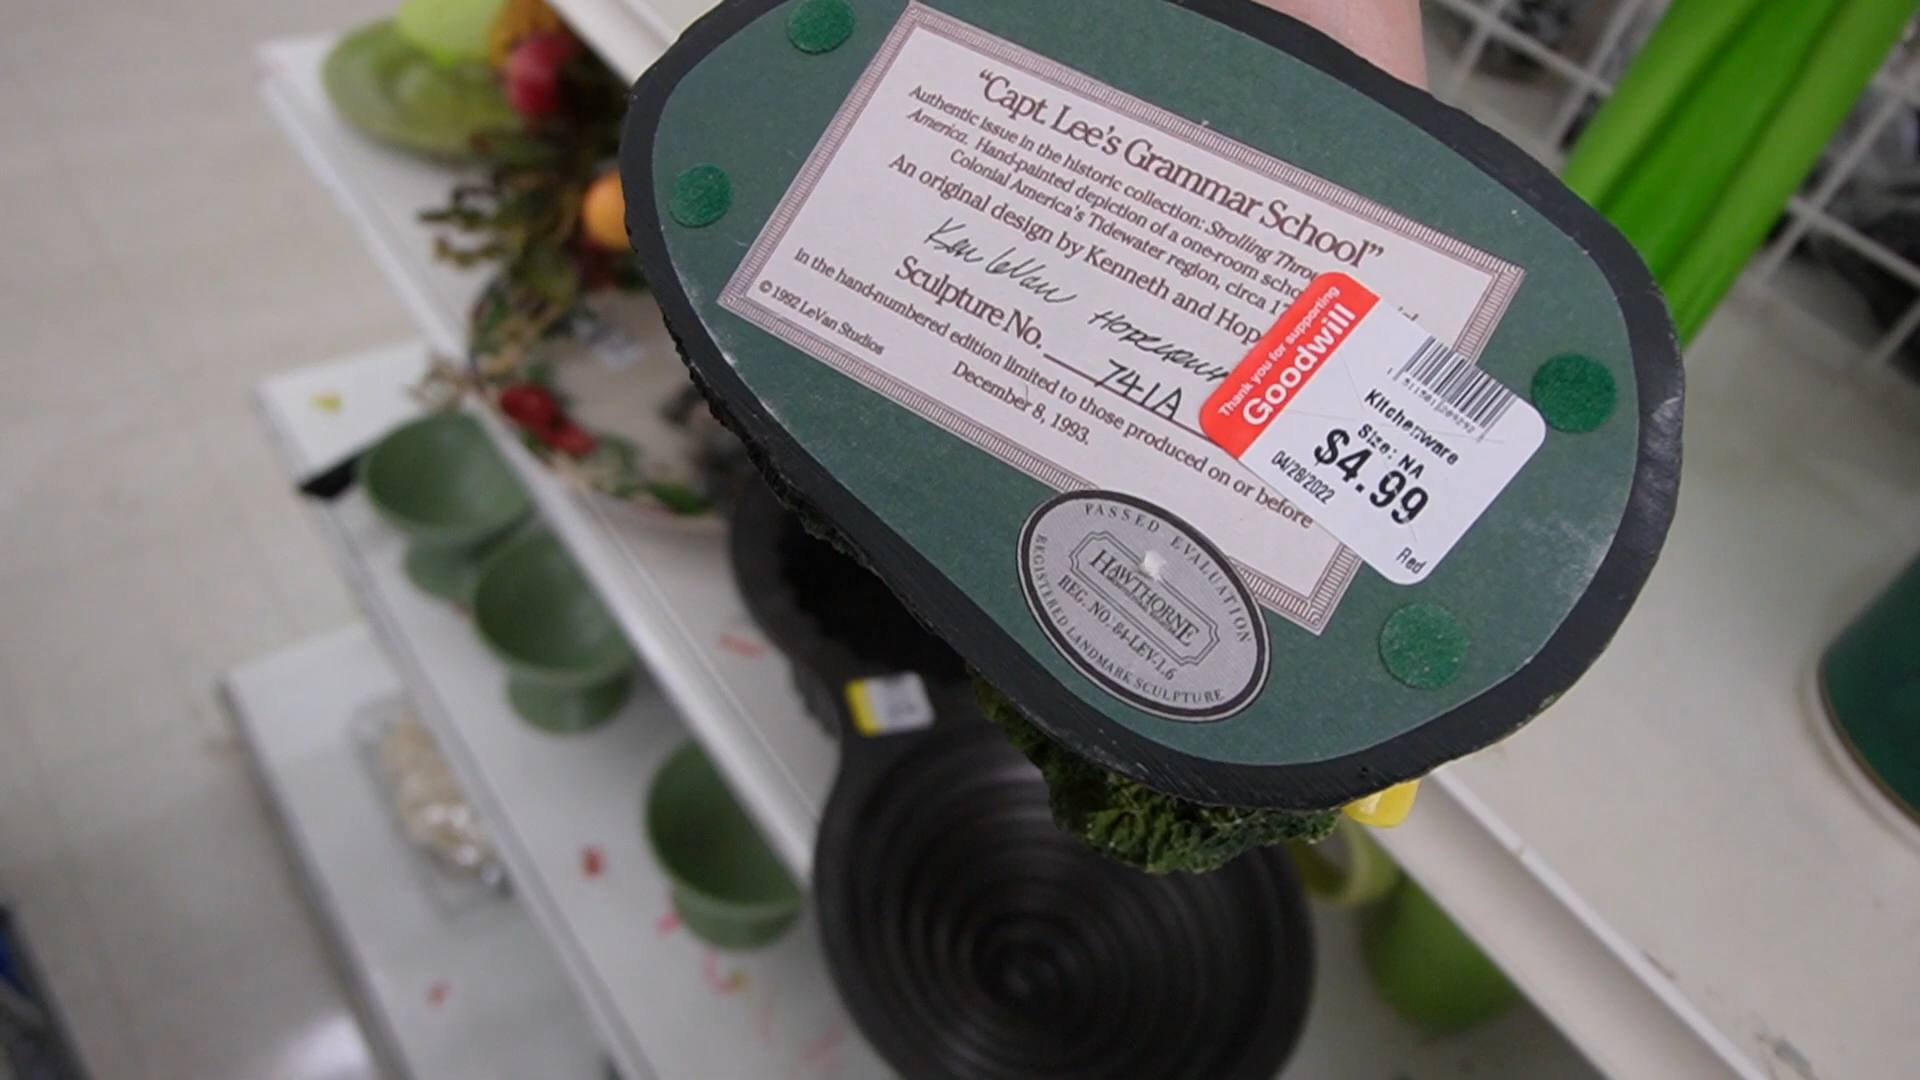 “Capt. Lee’s Grammar School”
Authentic issue in the historic collection: Strolling
America. Hand-painted depiction of a one-room
Colonial America’s Tidewater region, circa
An original design by Kenneth and
Ken LeVan
Sculpture No. 741A
In the hand-numbered edition limited to those produced on or before
December 8, 1993.
© 1992 LeVan Studios
Thank you for supporting
Goodwill
Kitchenware
Size: NA
$4.99
04/28/2022
Red
PASSED EVALUATION
HAWTHORNE
REG. NO. 84-LEV-1.6
REGISTERED LANDMARK SCULPTURE